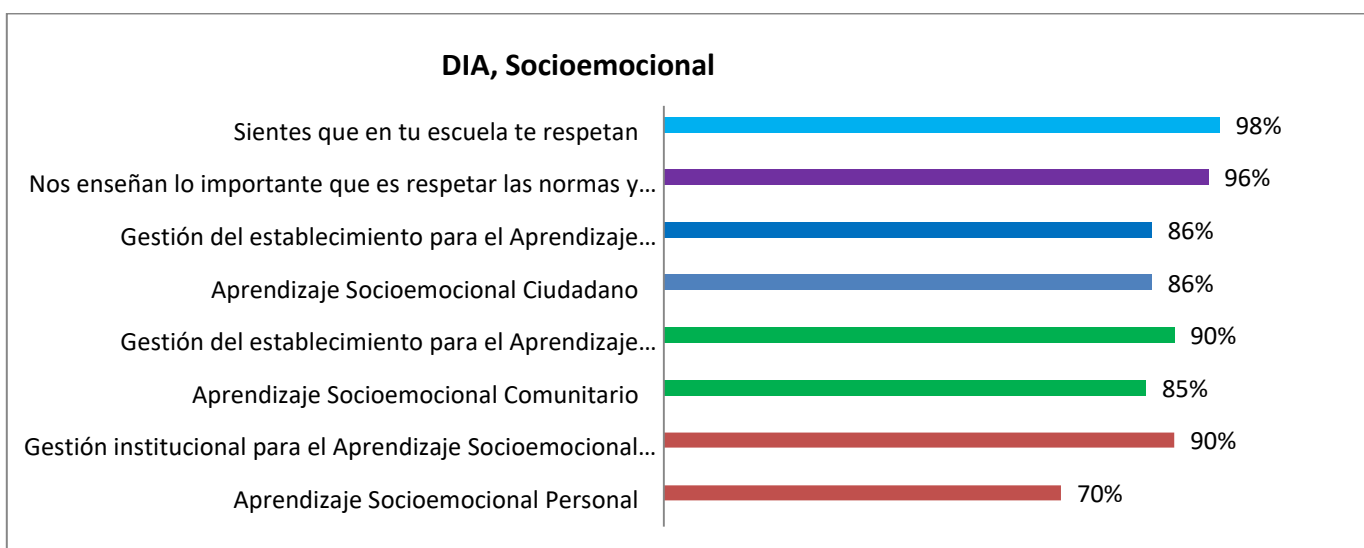 DIA, Socioemocional
Sientes que en tu escuela te respetan 98%
Nos enseñan lo importante que es respetar las normas y… 96%
Gestión del establecimiento para el Aprendizaje… 86%
Aprendizaje Socioemocional Ciudadano 86%
Gestión del establecimiento para el Aprendizaje… 90%
Aprendizaje Socioemocional Comunitario 85%
Gestión institucional para el Aprendizaje Socioemocional… 90%
Aprendizaje Socioemocional Personal 70%